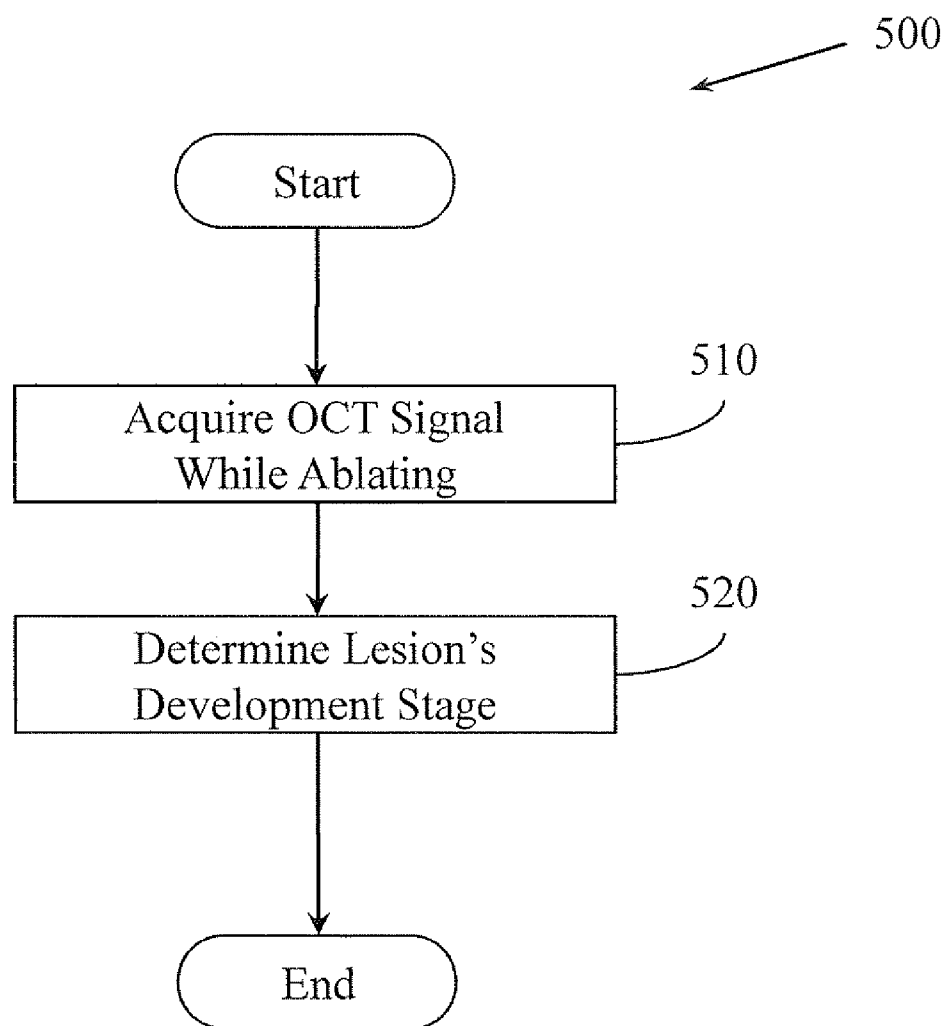 500
Start
510
Acquire OCT Signal
While Ablating
520
Determine Lesion's
Development Stage
End